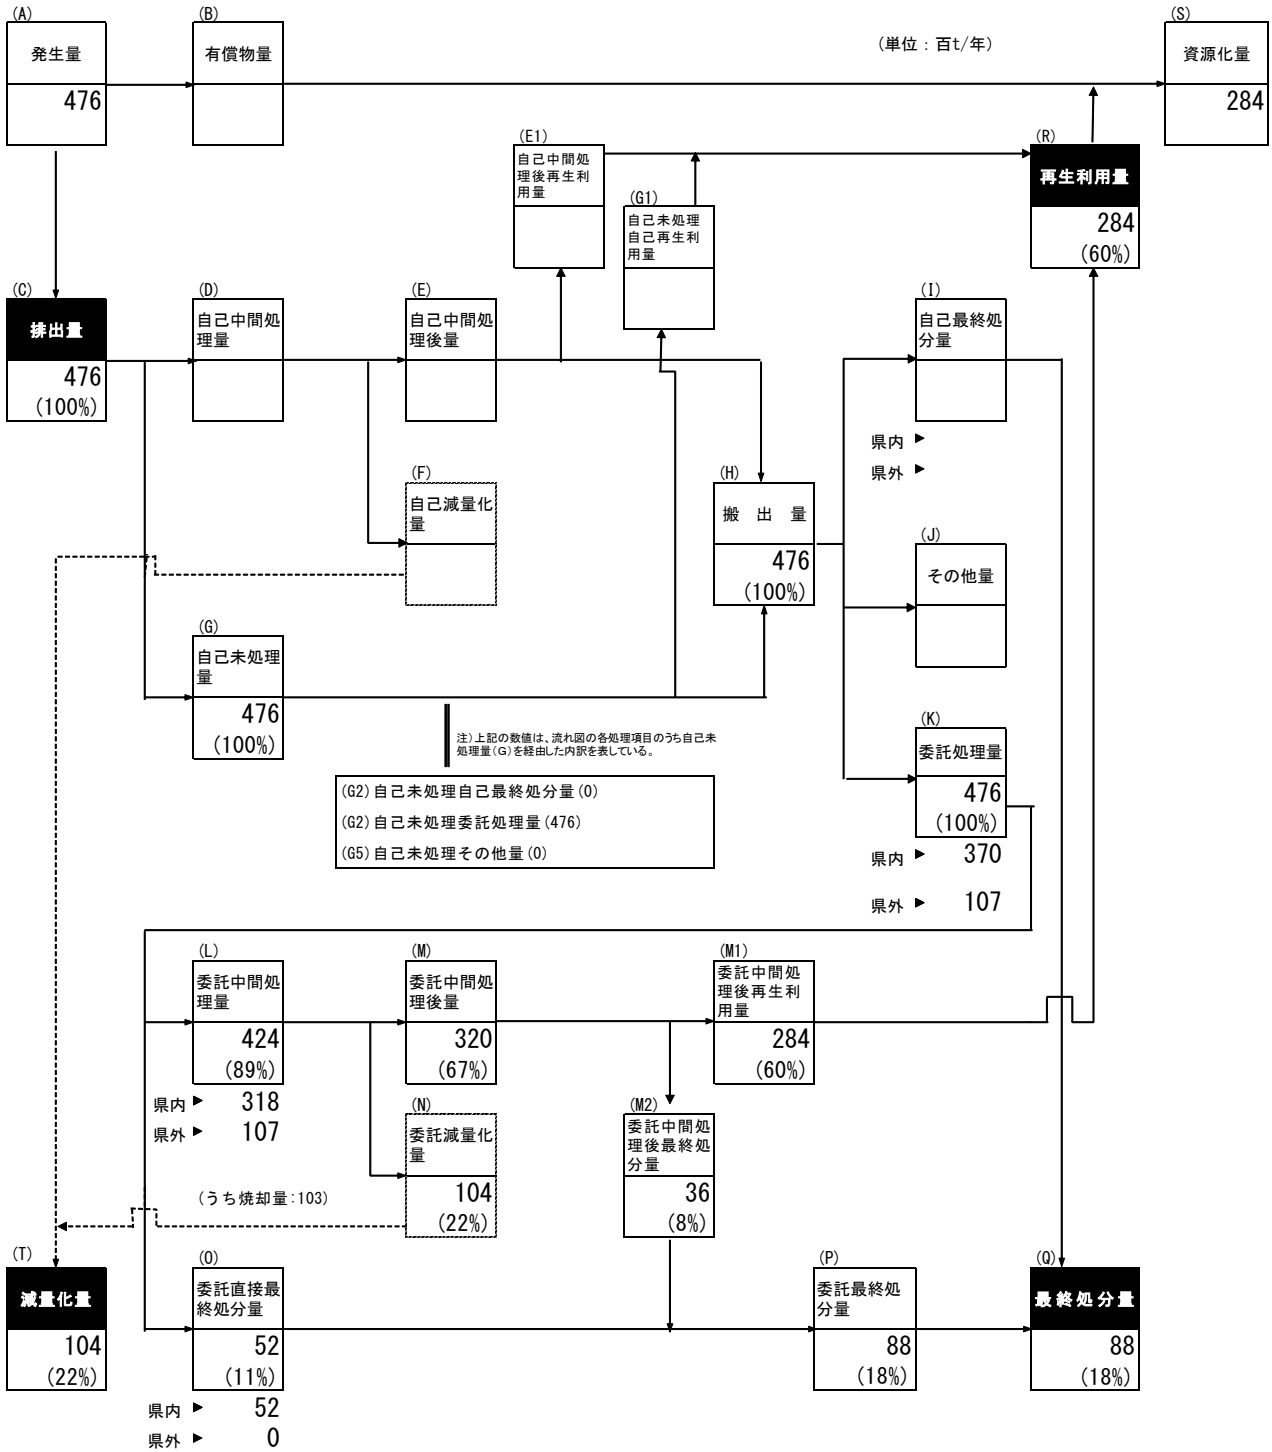 (A)
発生量
476
(B)
有償物量
(単位：百t/年)
(S)
資源化量
284
(E1)
自己中間処
理後再生利
用量
(G1)
自己未処理
自己再生利
用量
(R)
再生利用量
284
(60%)
(C)
排出量
476
(100%)
(D)
自己中間処
理量
(E)
自己中間処
理後量
(I)
自己最終処
分量
県内
県外
(F)
自己減量化
量
(H)
搬 出 量
476
(100%)
(J)
その他量
(G)
自己未処理
量
476
(100%)
注)上記の数値は、流れ図の各処理項目のうち自己未
処理量(G)を経由した内訳を表している。
(G2)自己未処理自己最終処分量(0)
(G2)自己未処理委託処理量(476)
(G5)自己未処理その他量(0)
(K)
委託処理量
476
(100%)
県内 370
県外 107
(L)
委託中間処
理量
424
(89%)
県内 318
県外 107
(M)
委託中間処
理後量
320
(67%)
(M1)
委託中間処
理後再生利
用量
284
(60%)
(N)
委託減量化
量
104
(22%)
(うち焼却量:103)
(M2)
委託中間処
理後最終処
分量
36
(8%)
(T)
減量化量
104
(22%)
(O)
委託直接最
終処分量
52
(11%)
県内 52
県外 0
(P)
委託最終処
分量
88
(18%)
(Q)
最終処分量
88
(18%)